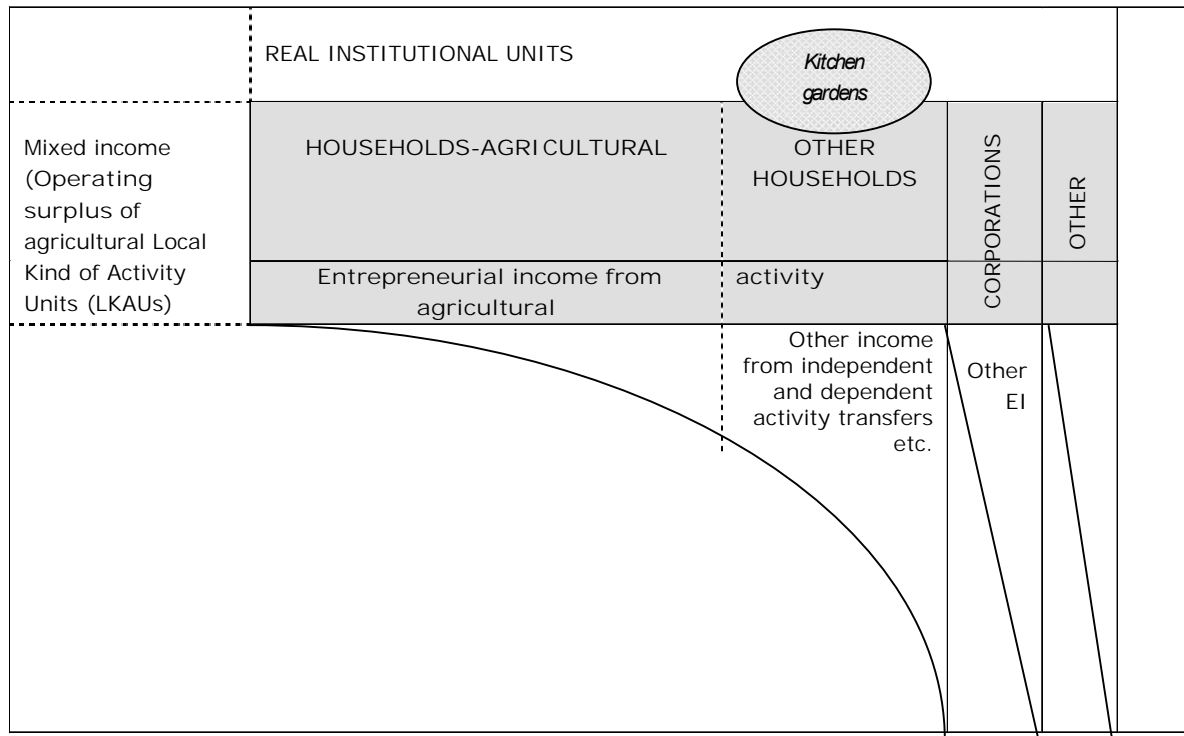 REAL INSTITUTIONAL UNITS
Kitchen
gardens
Mixed income
(Operating
surplus of
agricultural Local
Kind of Activity
Units (LKAUs)
HOUSEHOLDS-AGRICULTURAL
OTHER
HOUSEHOLDS
CORPORATIONS
OTHER
Entrepreneurial income from
agricultural
activity
Other income
from independent
and dependent
activity transfers
etc.
Other
EI